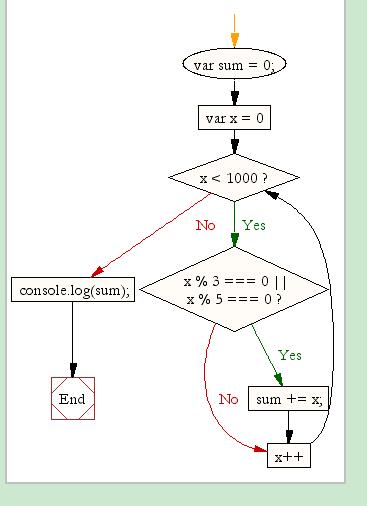 var sum = 0;
var x = 0
x < 1000 ?
No
Yes
console.log(sum);
x % 3 === 0 ||
x % 5 === 0 ?
Yes
End
sum += x;
No
x++